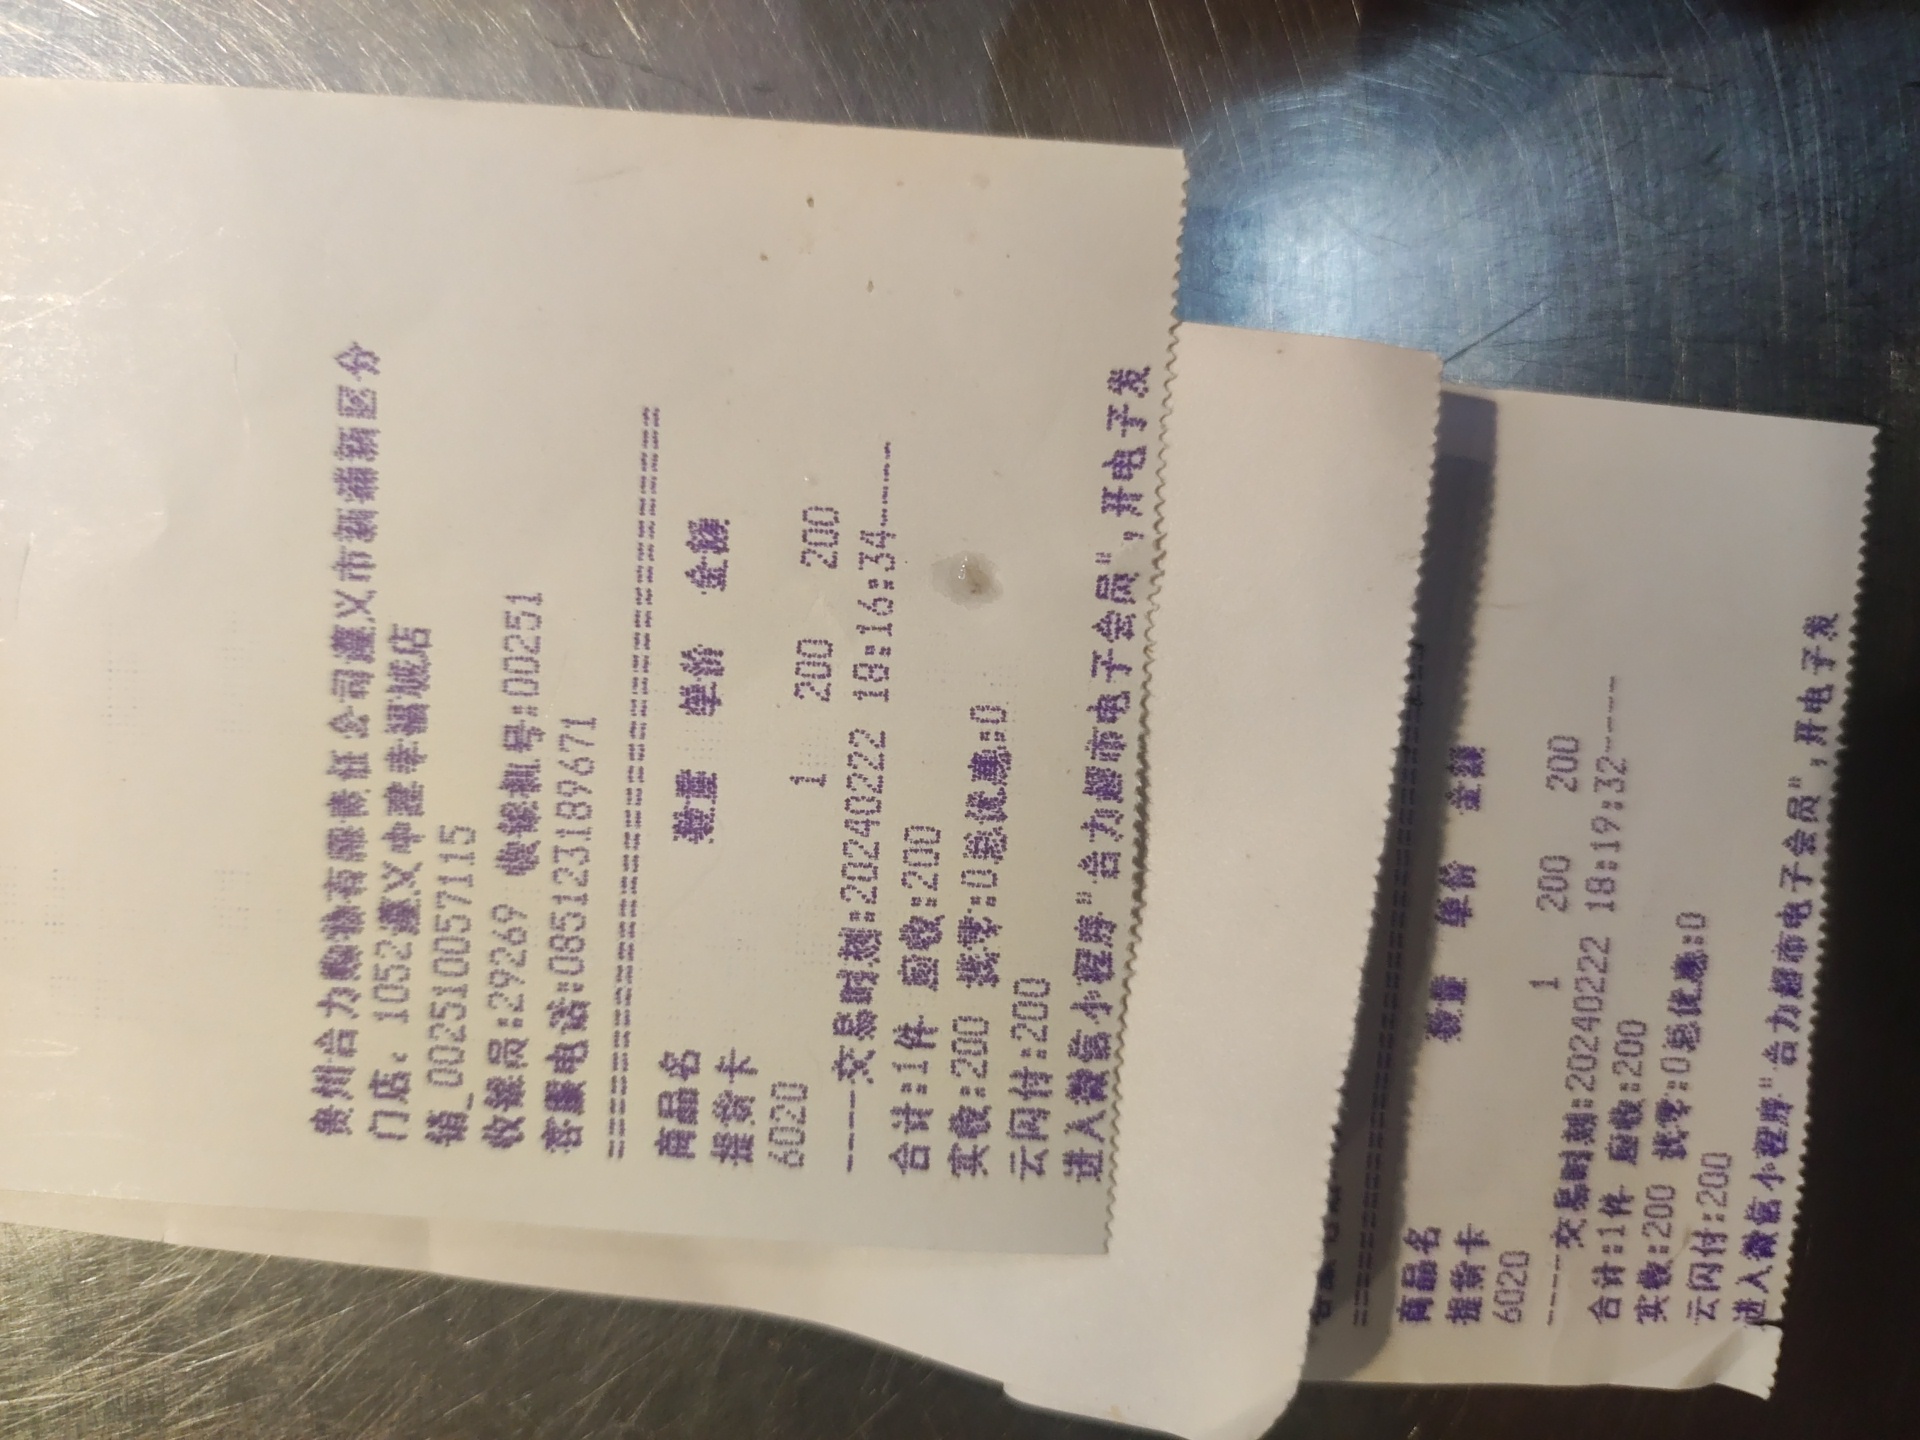 贵州合力购物有限责任公司遵义市新蒲新区分
门店: 1052遵义中建幸福城店
销_002510057115
收银员:29269 收银机号:00251
客服电话:085123189671
================================
商品名 数量 单价 金额
提货卡
6020 1 200 200
----交易时刻:20240222 18:16:34----
合计:1件 应收:200
实收:200 找零:0总优惠:0
云闪付:200
进入微信小程序"合力超市电子会员",开电子发
商品名 数量 单价 金额
提货卡
6020 1 200 200
----交易时刻:20240222 18:19:32----
合计:1件 应收:200
实收:200 找零:0总优惠:0
云闪付:200
进入微信小程序"合力超市电子会员",开电子发